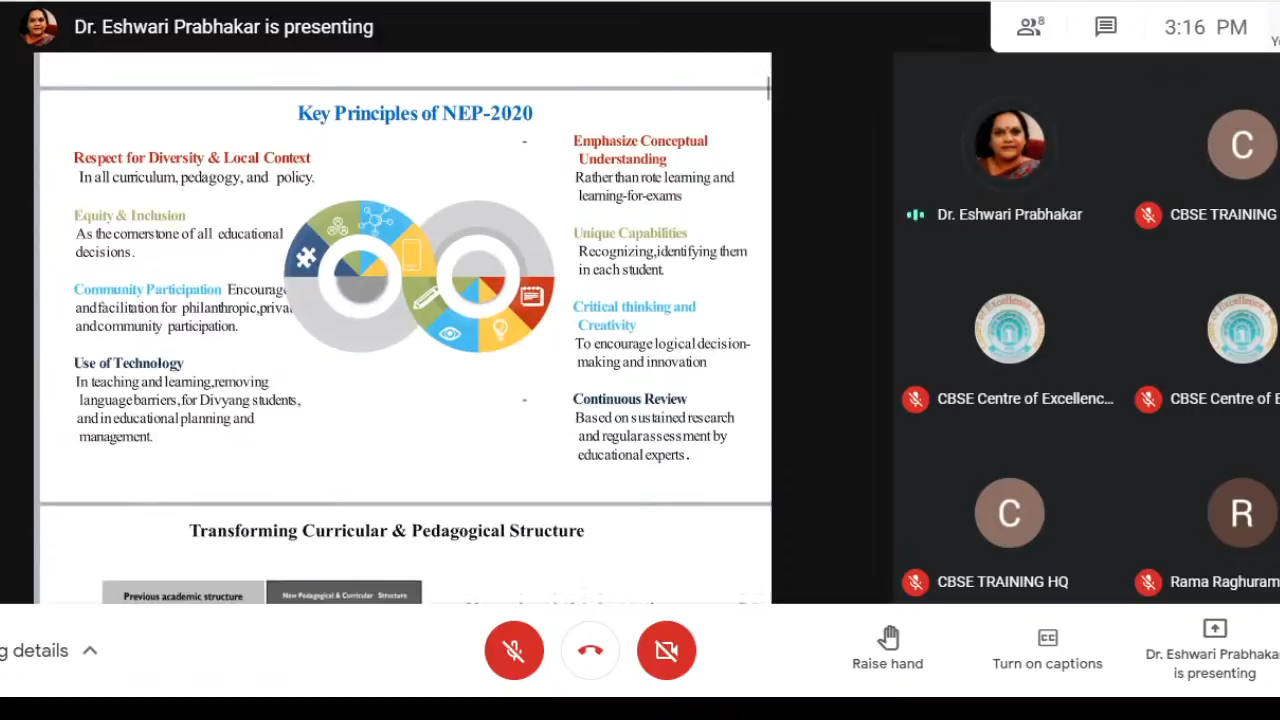 Dr. Eshwari Prabhakar is presenting
8
3:16 PM
Key Principles of NEP-2020
Respect for Diversity & Local Context
In all curriculum, pedagogy, and policy.
Equity & Inclusion
As the cornerstone of all educational
decisions.
Community Participation Encourag
and facilitation for philanthropic, priva
and community participation.
Use of Technology
In teaching and learning, removing
language barriers, for Divyang students,
and in educational planning and
management.
- Emphasize Conceptual
Understanding
Rather than rote learning and
learning-for-exams
Unique Capabilities
Recognizing, identifying them
in each student.
Critical thinking and
Creativity
To encourage logical decision-
making and innovation
- Continuous Review
Based on sustained research
and regular assessment by
educational experts.
Transforming Curricular & Pedagogical Structure
Previous academic structure
New Pedagogical & Curricular Structure
Dr. Eshwari Prabhakar
C
CBSE TRAINING
CBSE Centre of Excellenc...
CBSE Centre of E
C
CBSE TRAINING HQ
R
Rama Raghuram
g details
Raise hand
CC
Turn on captions
Dr. Eshwari Prabhaka
is presenting